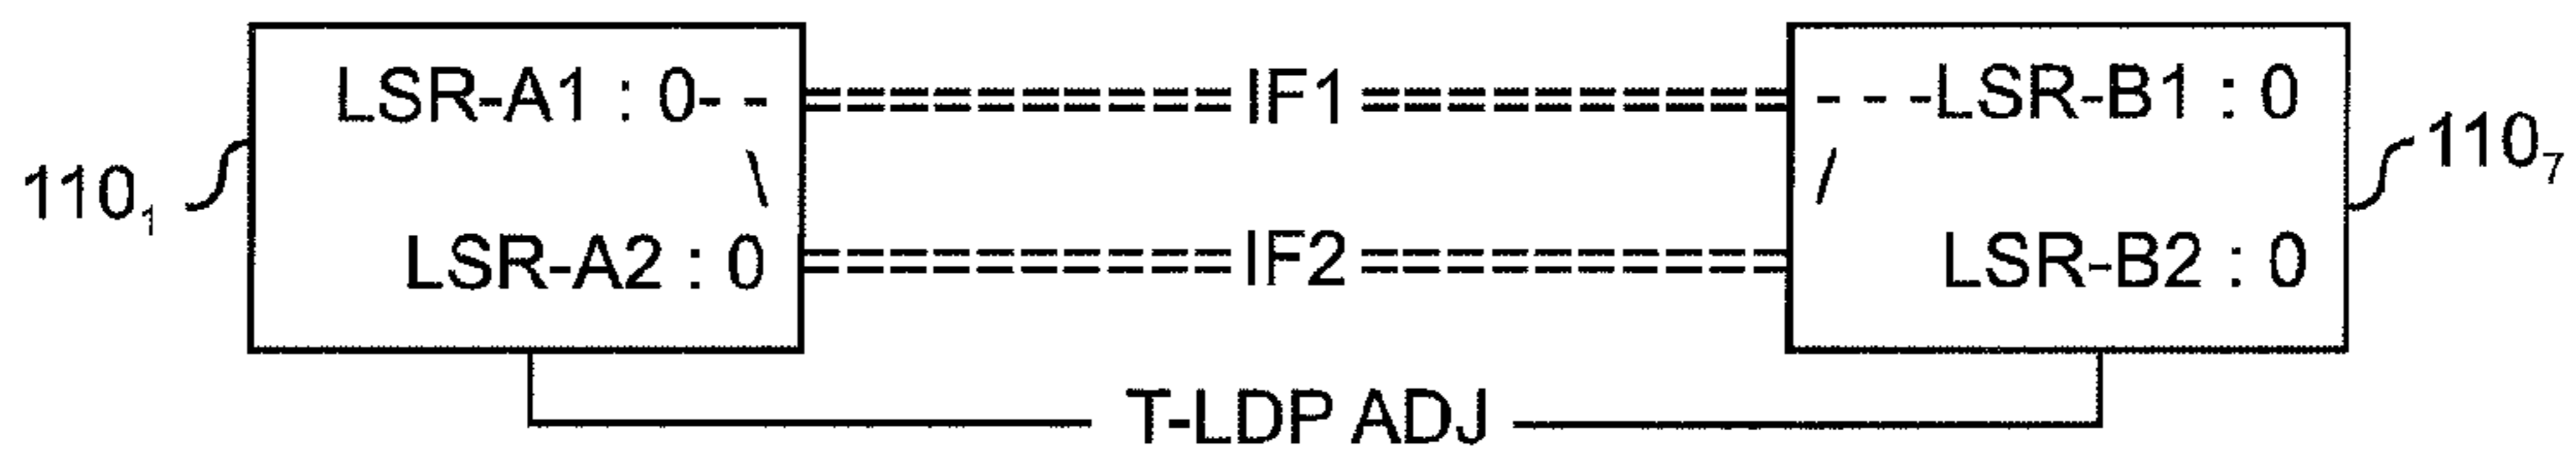 LSR-A1 : 0- - ======IF1====== - - -LSR-B1 : 0
110₁ \ / 110₇
LSR-A2 : 0 ======IF2====== LSR-B2 : 0
T-LDP ADJ